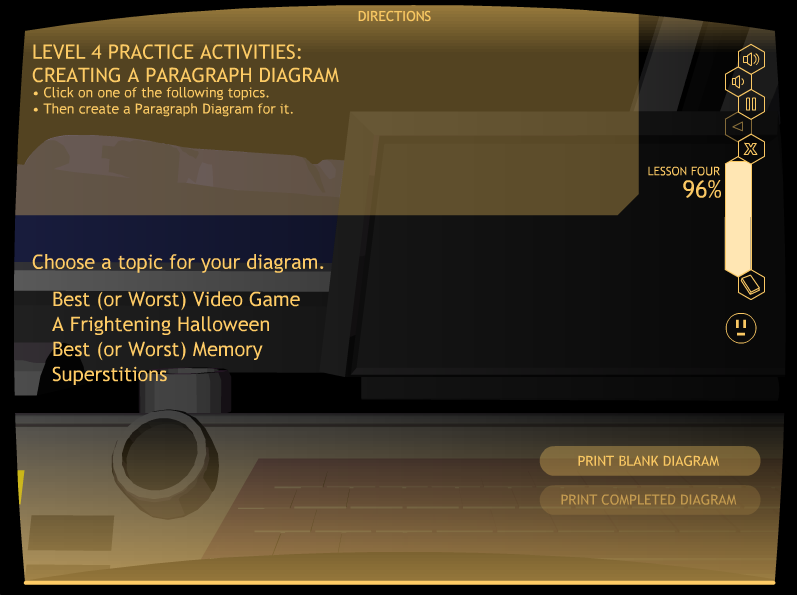 DIRECTIONS
LEVEL 4 PRACTICE ACTIVITIES:
CREATING A PARAGRAPH DIAGRAM
• Click on one of the following topics.
• Then create a Paragraph Diagram for it.
LESSON FOUR
96%
Choose a topic for your diagram.
Best (or Worst) Video Game
A Frightening Halloween
Best (or Worst) Memory
Superstitions
PRINT BLANK DIAGRAM
PRINT COMPLETED DIAGRAM